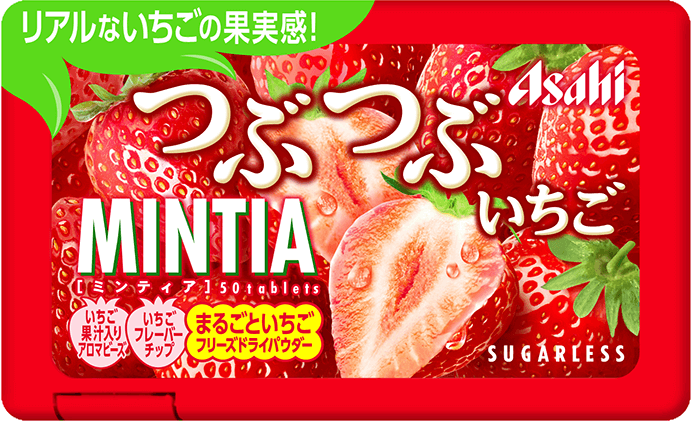 リアルないちごの果実感!
Asahi
つぶつぶ
いちご
MINTIA
[ミンティア]50tablets
いちご
果汁入り
アロマビーズ
いちご
フレーバー
チップ
まるごといちご
フリーズドライパウダー
SUGARLESS